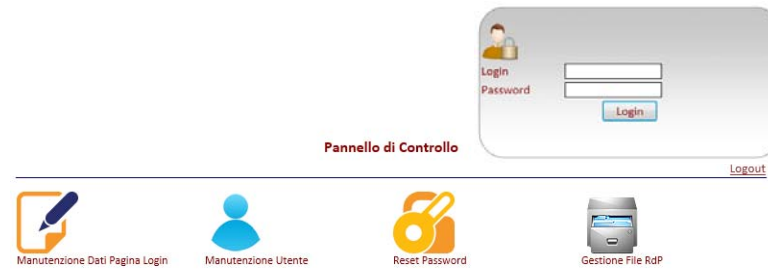 Login
Password
Login
Pannello di Controllo
Logout
Manutenzione Dati Pagina Login
Manutenzione Utente
Reset Password
Gestione File RdP